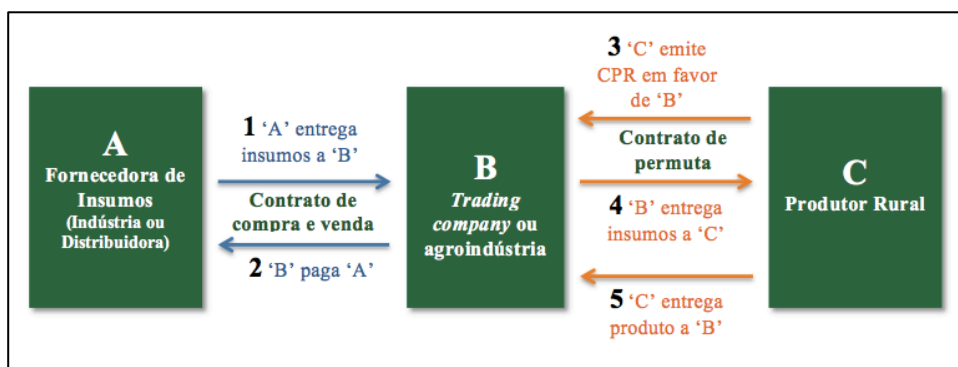 A
Fornecedora de
Insumos
(Indústria ou
Distribuidora)
1 'A' entrega
insumos a 'B'
Contrato de
compra e venda
2 'B' paga 'A'
B
Trading
company ou
agroindústria
3 'C' emite
CPR em favor
de 'B'
Contrato de
permuta
4 'B' entrega
insumos a 'C'
5 'C' entrega
produto a 'B'
C
Produtor Rural